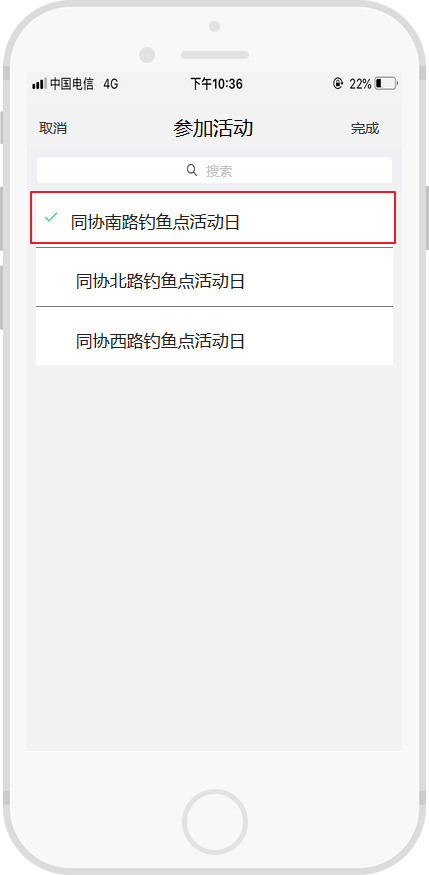 中国电信 4G 下午10:36 22%
取消 参加活动 完成
搜索
同协南路钓鱼点活动日
同协北路钓鱼点活动日
同协西路钓鱼点活动日